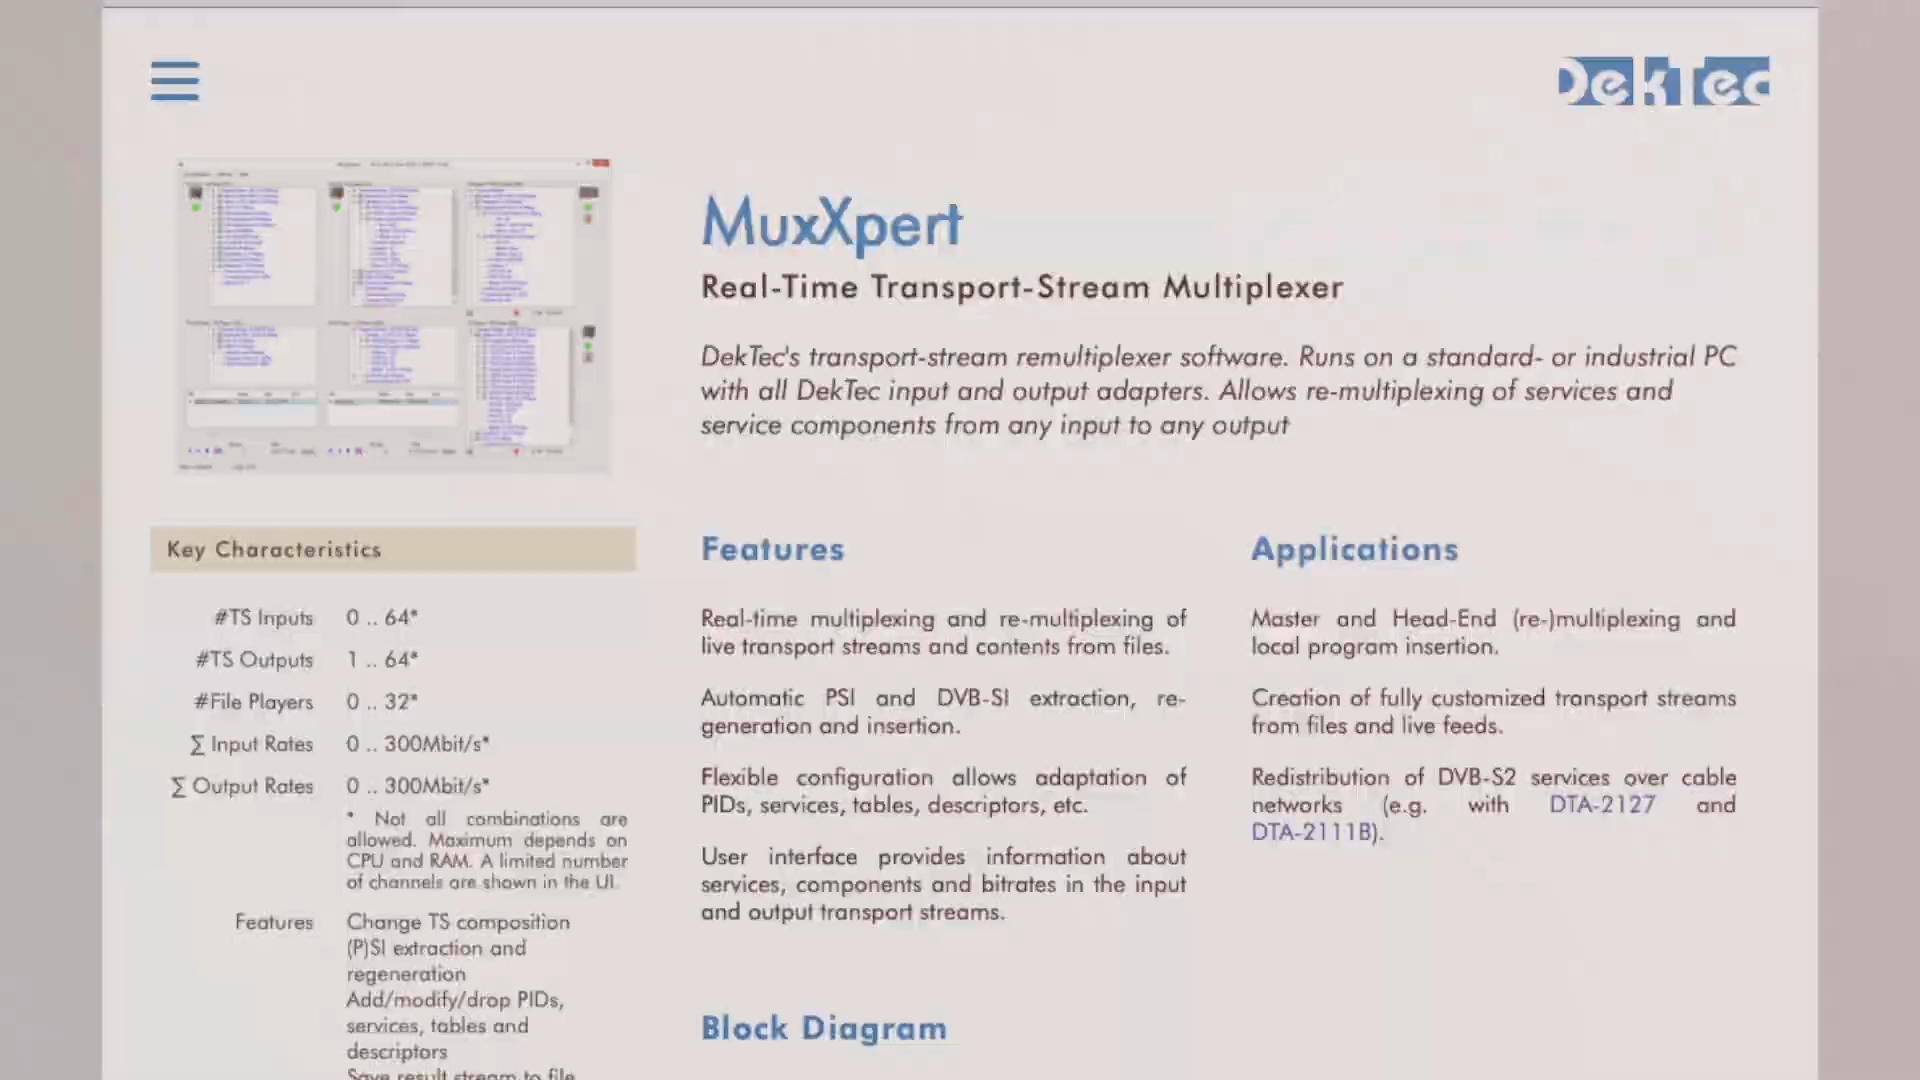 DekTec
MuxXpert
Real-Time Transport-Stream Multiplexer
DekTec's transport-stream remultiplexer software. Runs on a standard- or industrial PC
with all DekTec input and output adapters. Allows re-multiplexing of services and
service components from any input to any output
Key Characteristics
#TS Inputs 0 .. 64*
#TS Outputs 1 .. 64*
#File Players 0 .. 32*
∑ Input Rates 0 .. 300Mbit/s*
∑ Output Rates 0 .. 300Mbit/s*
* Not all combinations are
allowed. Maximum depends on
CPU and RAM. A limited number
of channels are shown in the UI.
Features Change TS composition
(P)SI extraction and
regeneration
Add/modify/drop PIDs,
services, tables and
descriptors
Save result stream to file
Features
Real-time multiplexing and re-multiplexing of
live transport streams and contents from files.
Automatic PSI and DVB-SI extraction, re-
generation and insertion.
Flexible configuration allows adaptation of
PIDs, services, tables, descriptors, etc.
User interface provides information about
services, components and bitrates in the input
and output transport streams.
Applications
Master and Head-End (re-)multiplexing and
local program insertion.
Creation of fully customized transport streams
from files and live feeds.
Redistribution of DVB-S2 services over cable
networks (e.g. with DTA-2127 and
DTA-2111B).
Block Diagram